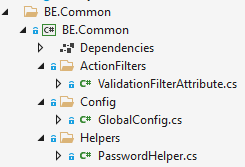 BE.Common
C# BE.Common
Dependencies
ActionFilters
C# ValidationFilterAttribute.cs
Config
C# GlobalConfig.cs
Helpers
C# PasswordHelper.cs